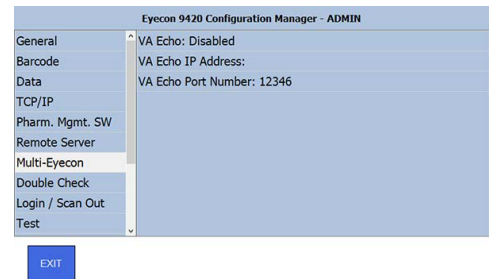 Eyecon 9420 Configuration Manager - ADMIN
General
Barcode
Data
TCP/IP
Pharm. Mgmt. SW
Remote Server
Multi-Eyecon
Double Check
Login / Scan Out
Test
VA Echo: Disabled
VA Echo IP Address:
VA Echo Port Number: 12346
EXIT